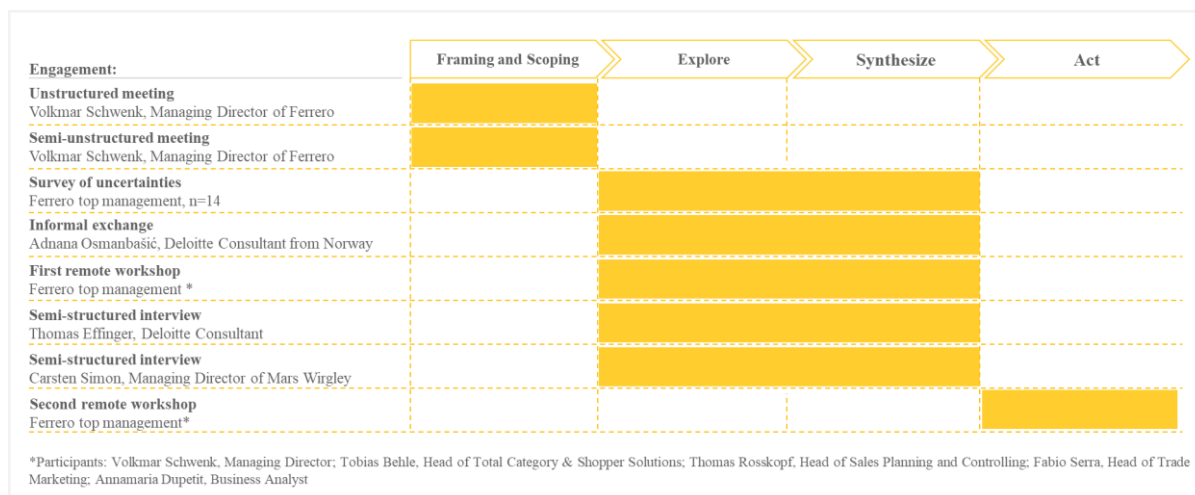 Engagement:
Framing and Scoping
Explore
Synthesize
Act
Unstructured meeting
Volkmar Schwenk, Managing Director of Ferrero
Semi-unstructured meeting
Volkmar Schwenk, Managing Director of Ferrero
Survey of uncertainties
Ferrero top management, n=14
Informal exchange
Adnana Osmanbašić, Deloitte Consultant from Norway
First remote workshop
Ferrero top management *
Semi-structured interview
Thomas Effinger, Deloitte Consultant
Semi-structured interview
Carsten Simon, Managing Director of Mars Wirgley
Second remote workshop
Ferrero top management*
*Participants: Volkmar Schwenk, Managing Director; Tobias Behle, Head of Total Category & Shopper Solutions; Thomas Rosskopf, Head of Sales Planning and Controlling; Fabio Serra, Head of Trade
Marketing; Annamaria Dupetit, Business Analyst